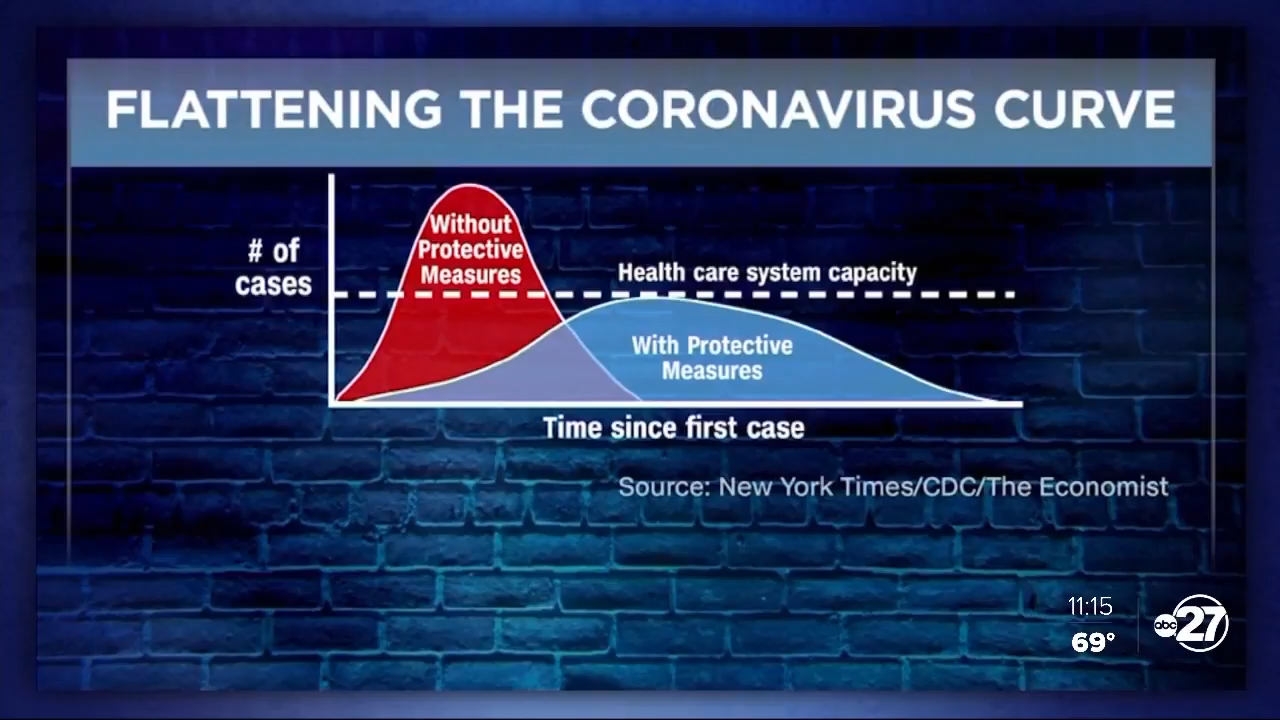 FLATTENING THE CORONAVIRUS CURVE
Without
Protective
Measures
# of
cases
Health care system capacity
With Protective
Measures
Time since first case
Source: New York Times/CDC/The Economist
11:15
69°
abc 27